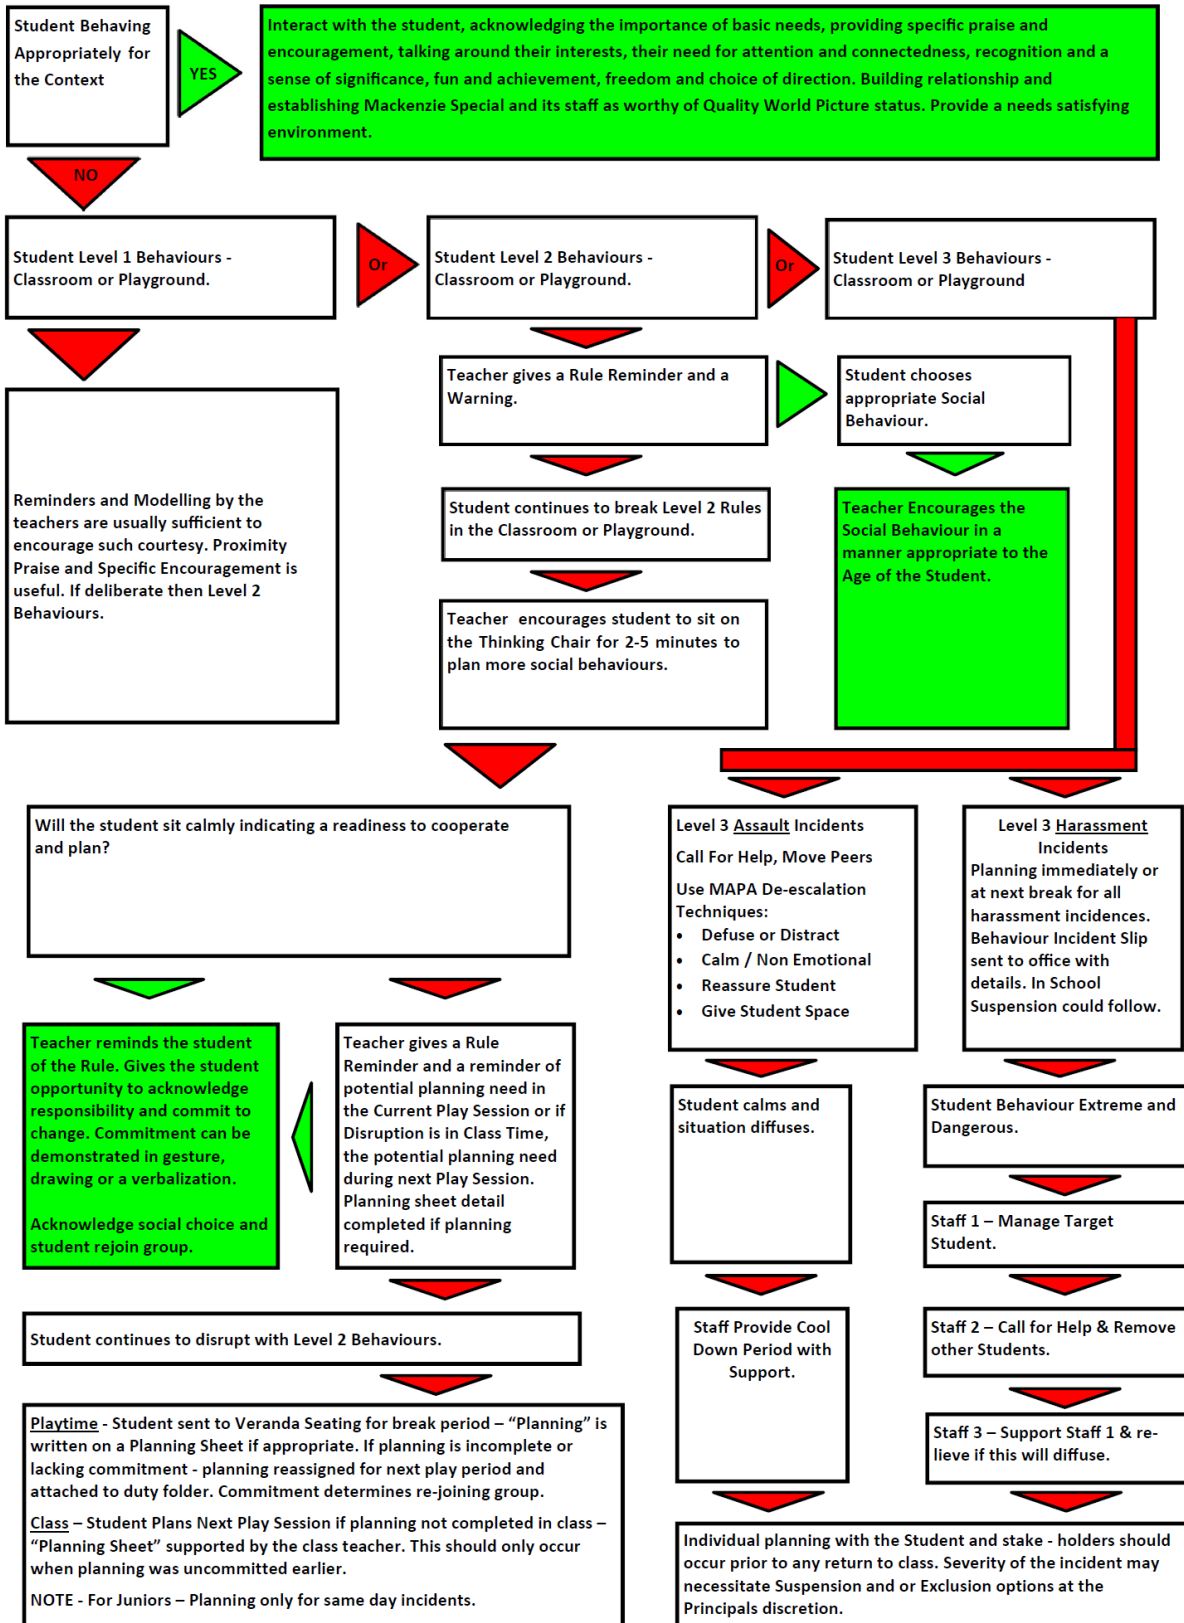 Student Behaving
Appropriately for
the Context
YES
Interact with the student, acknowledging the importance of basic needs, providing specific praise and
encouragement, talking around their interests, their need for attention and connectedness, recognition and a
sense of significance, fun and achievement, freedom and choice of direction. Building relationship and
establishing Mackenzie Special and its staff as worthy of Quality World Picture status. Provide a needs satisfying
environment.
NO
Student Level 1 Behaviours -
Classroom or Playground.
Or
Student Level 2 Behaviours -
Classroom or Playground.
Or
Student Level 3 Behaviours -
Classroom or Playground
Reminders and Modelling by the
teachers are usually sufficient to
encourage such courtesy. Proximity
Praise and Specific Encouragement is
useful. If deliberate then Level 2
Behaviours.
Teacher gives a Rule Reminder and a
Warning.
Student chooses
appropriate Social
Behaviour.
Student continues to break Level 2 Rules
in the Classroom or Playground.
Teacher Encourages the
Social Behaviour in a
manner appropriate to the
Age of the Student.
Teacher encourages student to sit on
the Thinking Chair for 2-5 minutes to
plan more social behaviours.
Will the student sit calmly indicating a readiness to cooperate
and plan?
Teacher reminds the student
of the Rule. Gives the student
opportunity to acknowledge
responsibility and commit to
change. Commitment can be
demonstrated in gesture,
drawing or a verbalization.
Acknowledge social choice and
student rejoin group.
Teacher gives a Rule
Reminder and a reminder of
potential planning need in
the Current Play Session or if
Disruption is in Class Time,
the potential planning need
during next Play Session.
Planning sheet detail
completed if planning
required.
Student continues to disrupt with Level 2 Behaviours.
Playtime - Student sent to Veranda Seating for break period – “Planning” is
written on a Planning Sheet if appropriate. If planning is incomplete or
lacking commitment - planning reassigned for next play period and
attached to duty folder. Commitment determines re-joining group.
Class – Student Plans Next Play Session if planning not completed in class –
“Planning Sheet” supported by the class teacher. This should only occur
when planning was uncommitted earlier.
NOTE - For Juniors – Planning only for same day incidents.
Level 3 Assault Incidents
Call For Help, Move Peers
Use MAPA De-escalation
Techniques:
• Defuse or Distract
• Calm / Non Emotional
• Reassure Student
• Give Student Space
Student calms and
situation diffuses.
Staff Provide Cool
Down Period with
Support.
Level 3 Harassment
Incidents
Planning immediately or
at next break for all
harassment incidences.
Behaviour Incident Slip
sent to office with
details. In School
Suspension could follow.
Student Behaviour Extreme and
Dangerous.
Staff 1 – Manage Target
Student.
Staff 2 – Call for Help & Remove
other Students.
Staff 3 – Support Staff 1 & re-
lieve if this will diffuse.
Individual planning with the Student and stake - holders should
occur prior to any return to class. Severity of the incident may
necessitate Suspension and or Exclusion options at the
Principals discretion.